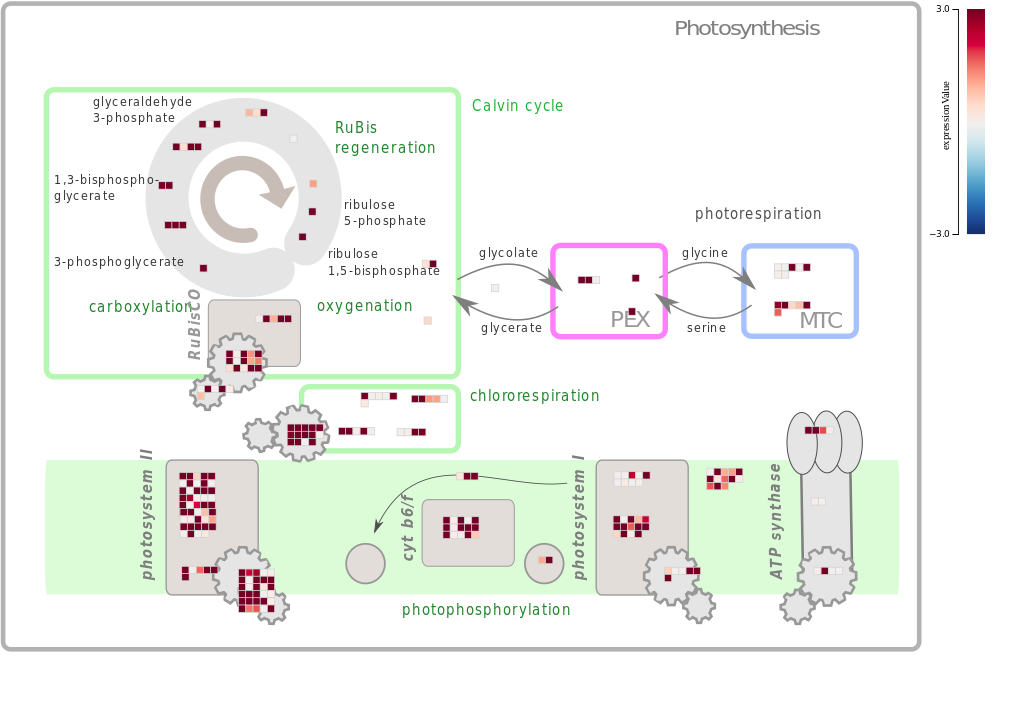 Photosynthesis
3.0
expressionValue
−3.0
glyceraldehyde
3-phosphate
Calvin cycle
RuBis
regeneration
1,3-bisphospho-
glycerate
ribulose
5-phosphate
photorespiration
3-phosphoglycerate
ribulose
1,5-bisphosphate
glycolate
glycine
carboxylation
oxygenation
RuBisCO
glycerate
PEX
serine
MTC
chlororespiration
photosystem II
cyt b6/f
photosystem I
ATP synthase
photophosphorylation